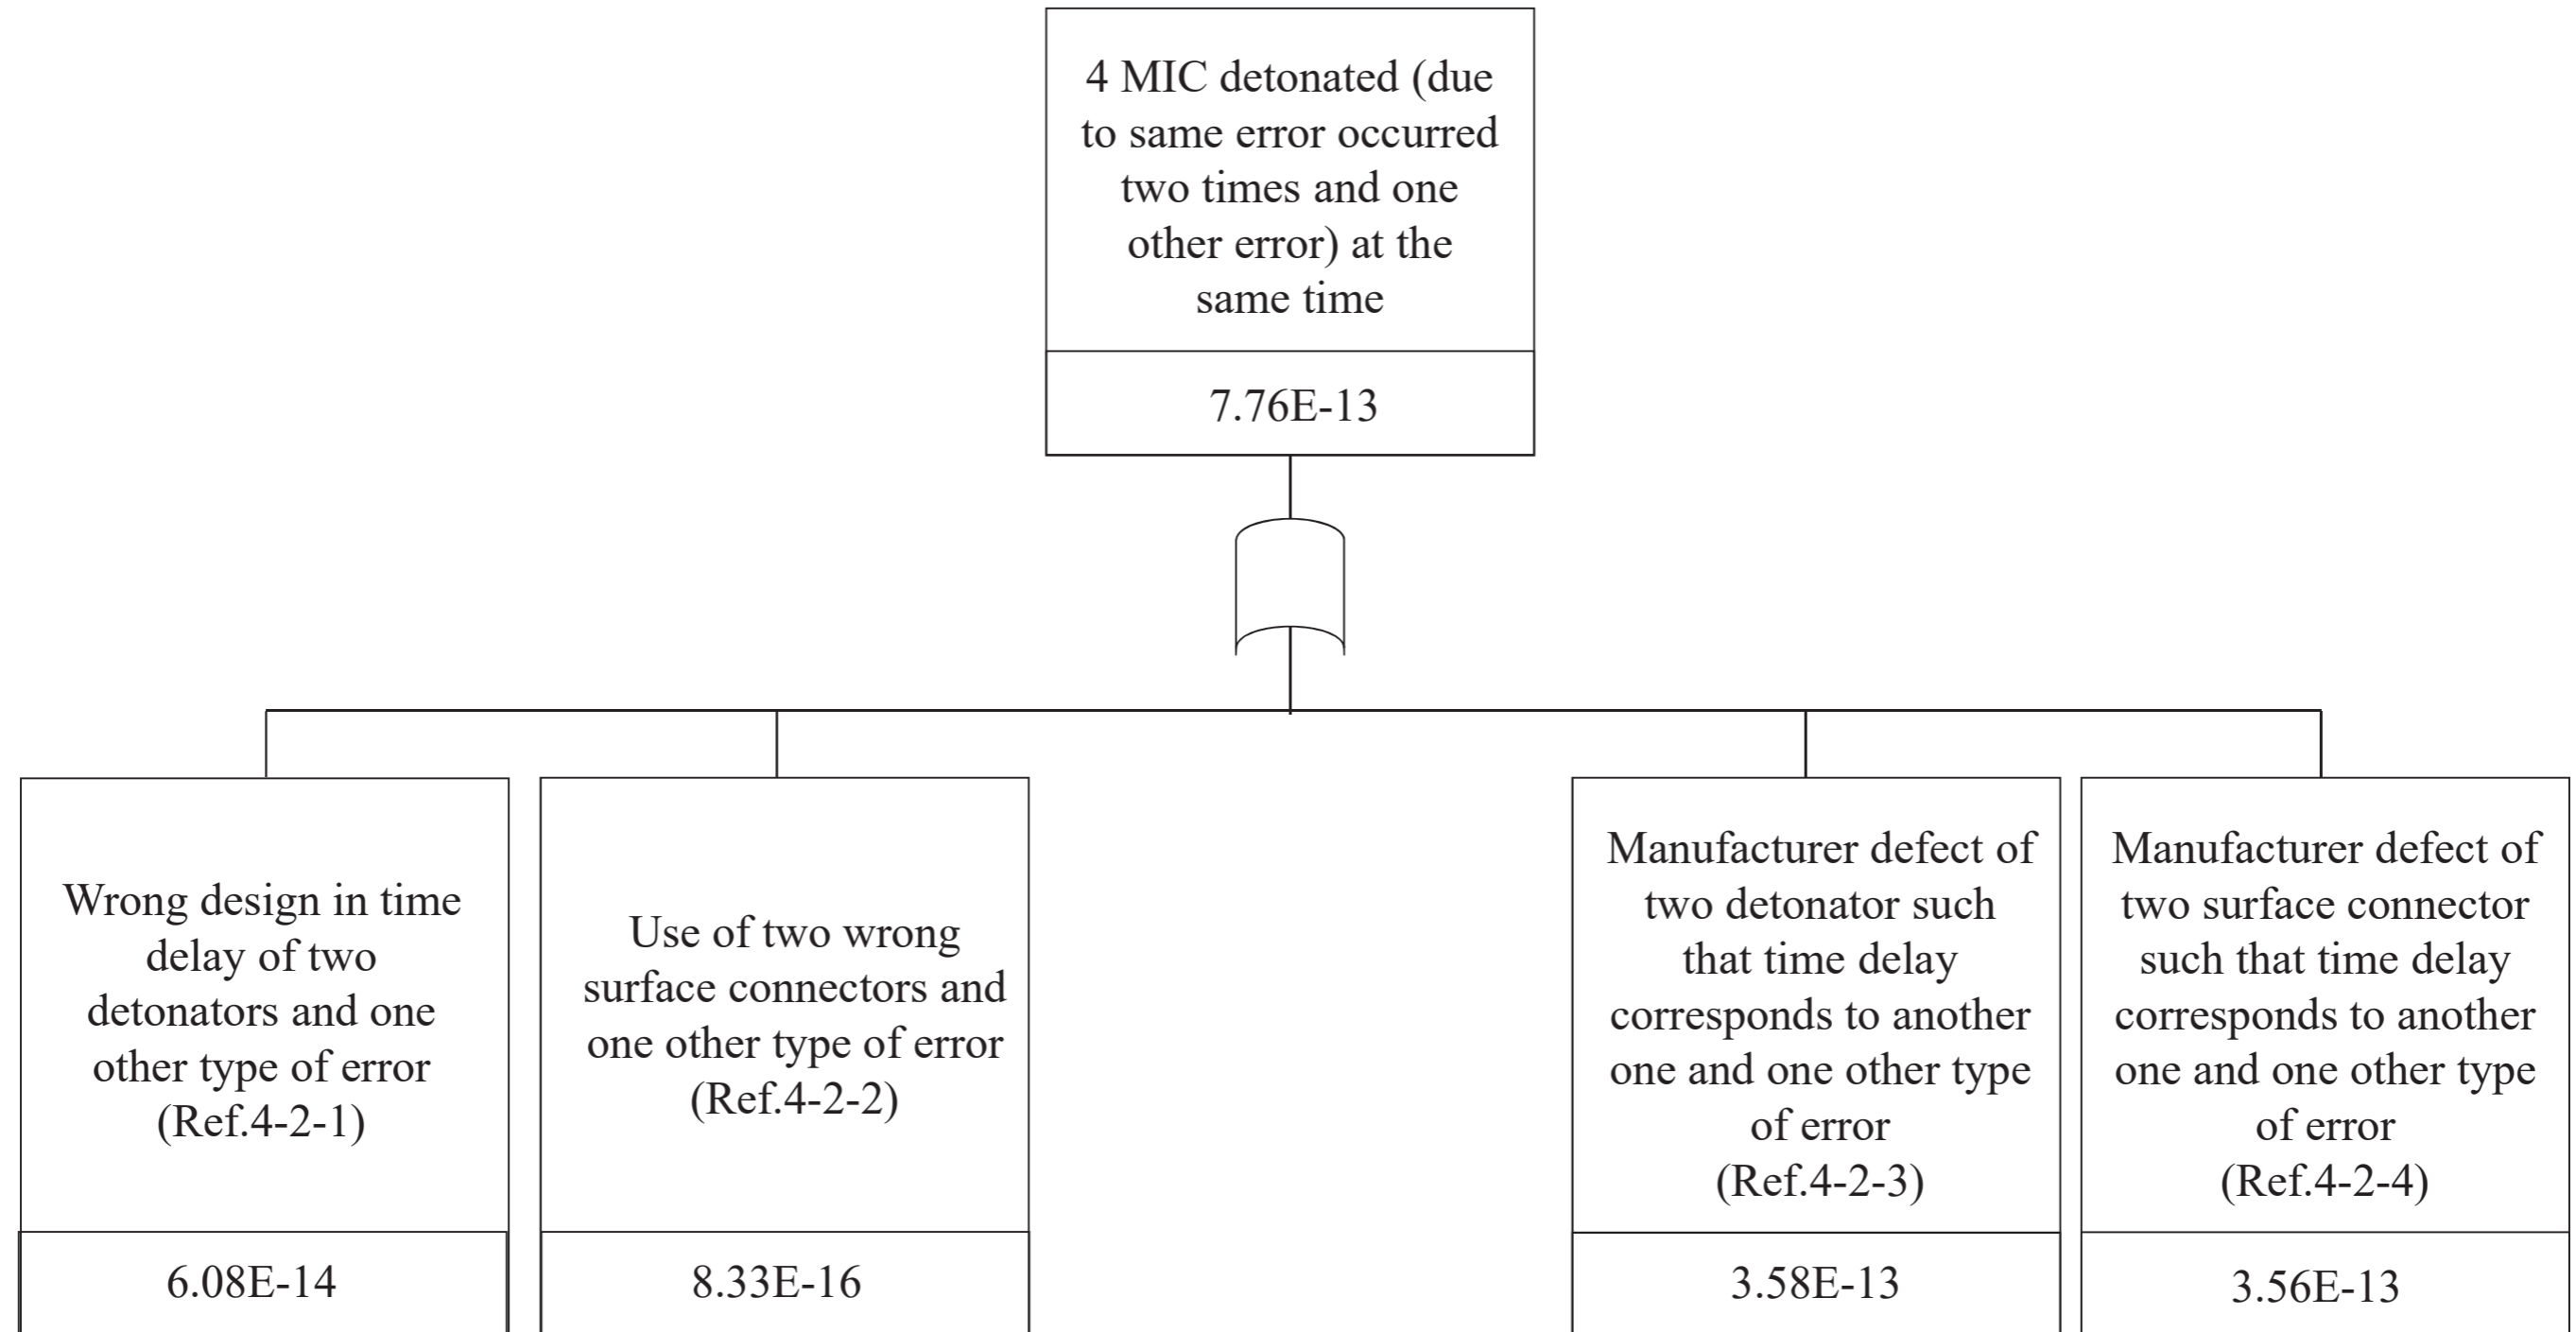 4 MIC detonated (due
to same error occurred
two times and one
other error) at the
same time
7.76E-13
Wrong design in time
delay of two
detonators and one
other type of error
(Ref.4-2-1)
6.08E-14
Use of two wrong
surface connectors and
one other type of error
(Ref.4-2-2)
8.33E-16
Manufacturer defect of
two detonator such
that time delay
corresponds to another
one and one other type
of error
(Ref.4-2-3)
3.58E-13
Manufacturer defect of
two surface connector
such that time delay
corresponds to another
one and one other type
of error
(Ref.4-2-4)
3.56E-13